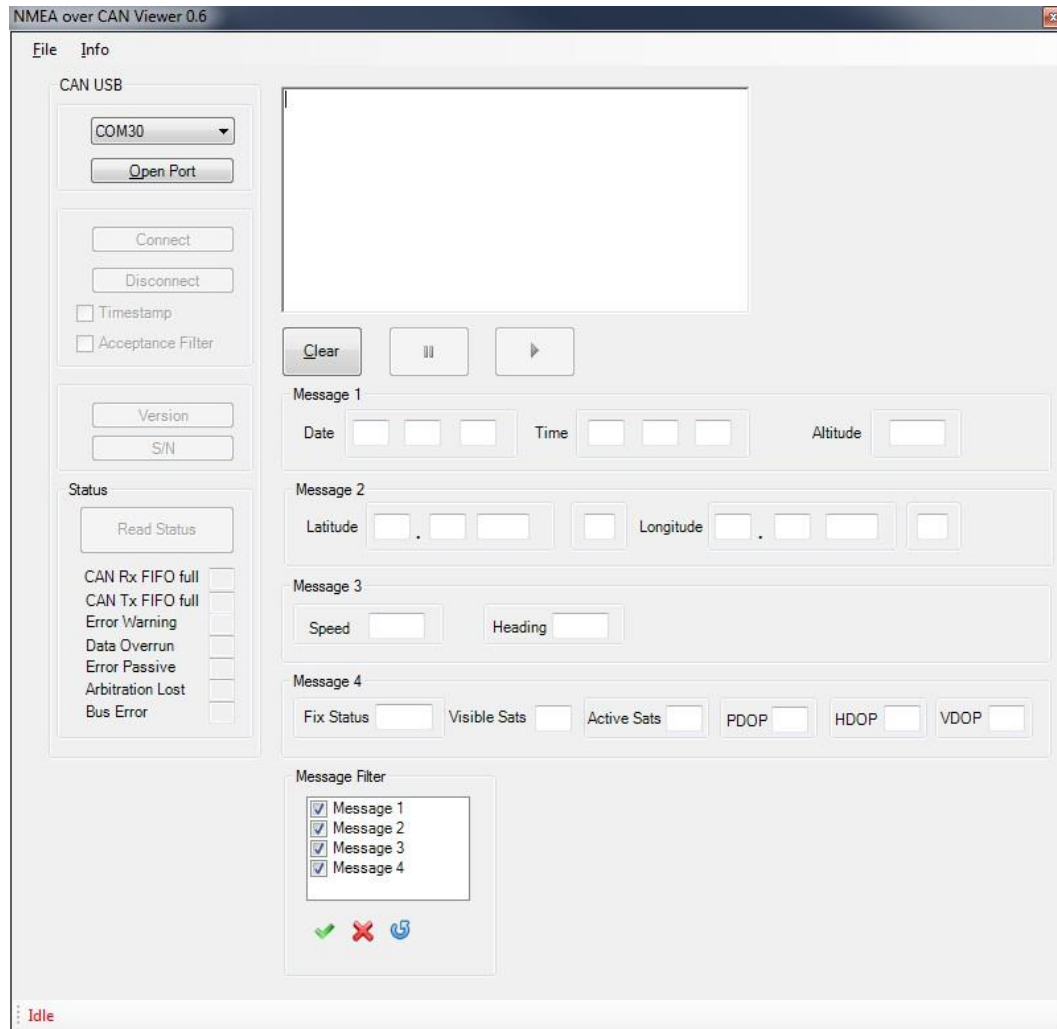 NMEA over CAN Viewer 0.6
File Info
CAN USB
COM30
Open Port
Connect
Disconnect
Timestamp
Acceptance Filter
Version
S/N
Status
Read Status
CAN Rx FIFO full
CAN Tx FIFO full
Error Warning
Data Overrun
Error Passive
Arbitration Lost
Bus Error
Clear
Message 1
Date Time Altitude
Message 2
Latitude . Longitude .
Message 3
Speed Heading
Message 4
Fix Status Visible Sats Active Sats PDOP HDOP VDOP
Message Filter
Message 1
Message 2
Message 3
Message 4
Idle